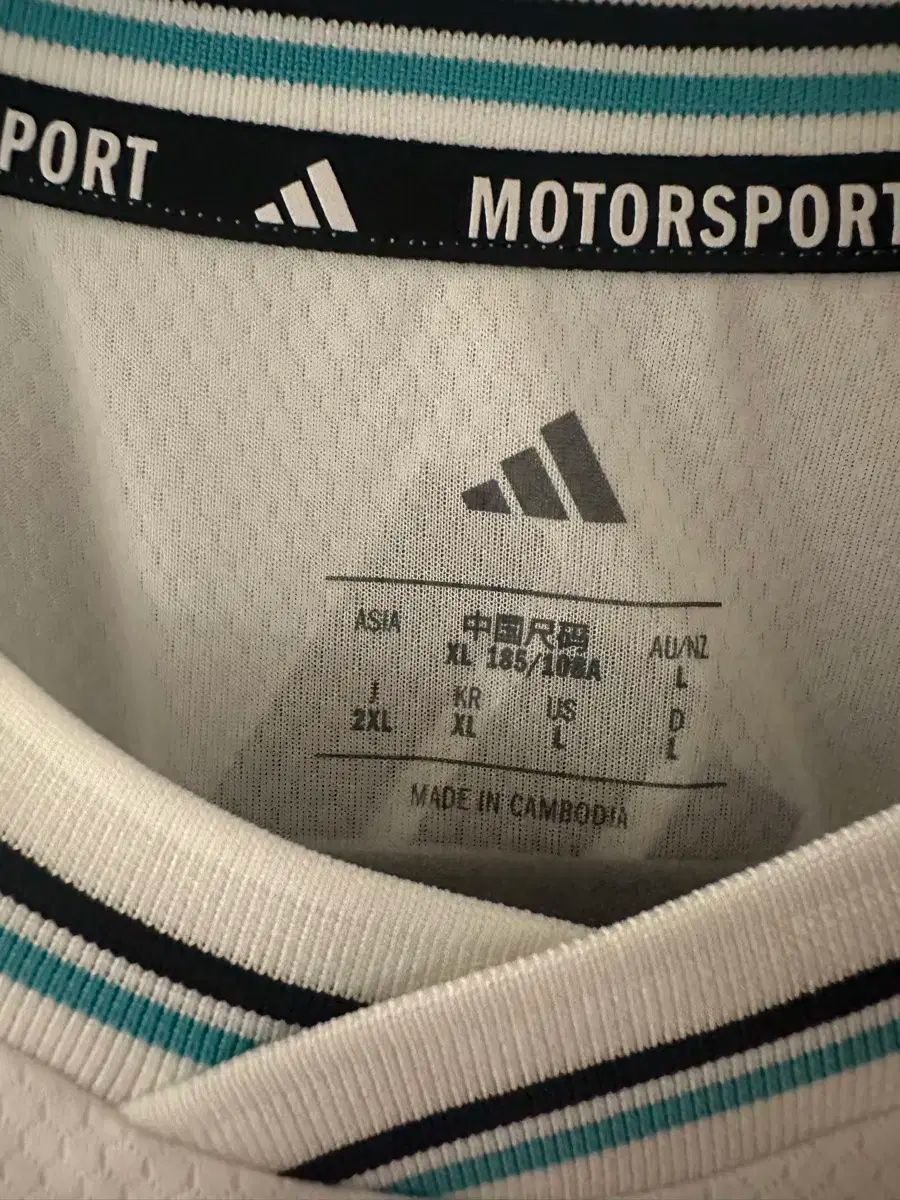 PORT MOTORSPORT
ASIA 中国尺码 AU/NZ
XL 185/108A L
J KR US D
2XL XL L L
MADE IN CAMBODIA